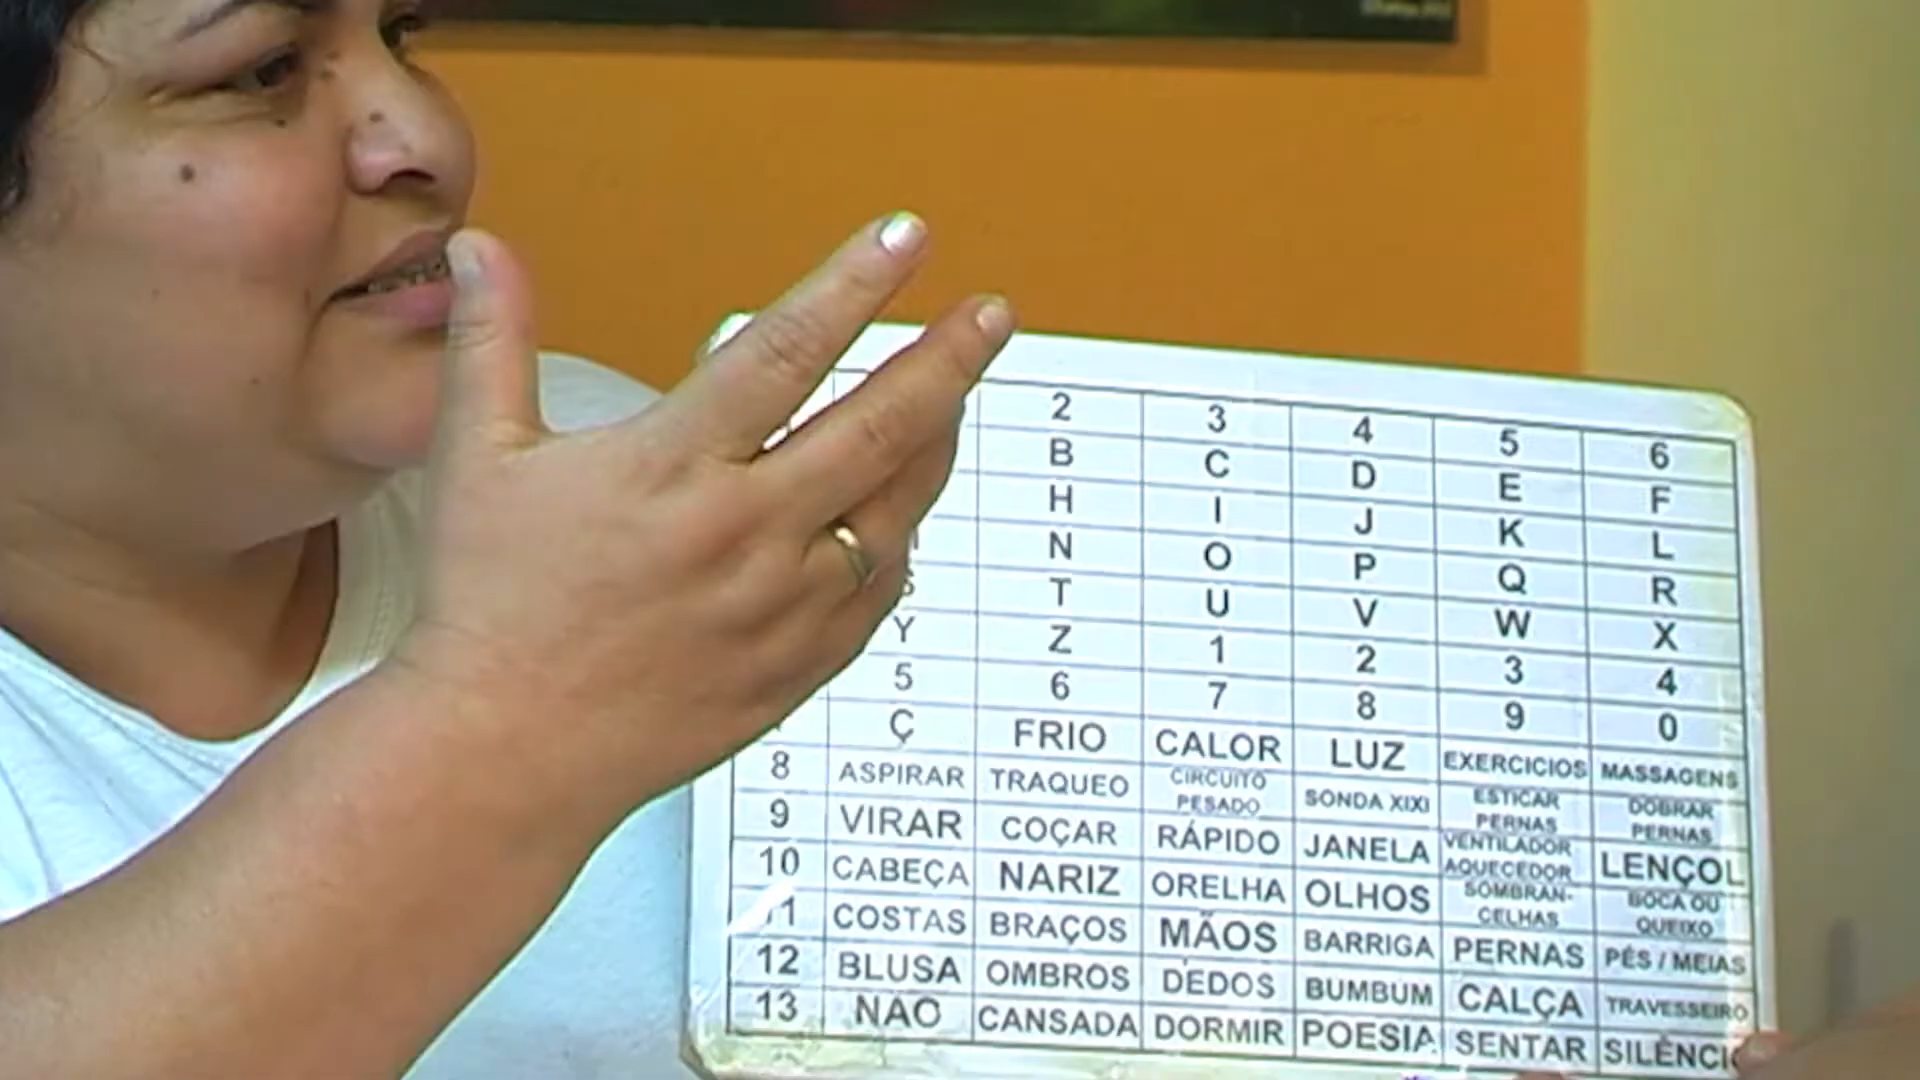 2 3 4 5 6
B C D E F
H I J K L
N O P Q R
S T U V W X
Y Z 1 2 3 4
5 6 7 8 9 0
Ç FRIO CALOR LUZ EXERCICIOS MASSAGENS
8 ASPIRAR TRAQUEO CIRCUITO PESADO SONDA XIXI ESTICAR PERNAS DOBRAR PERNAS
9 VIRAR COÇAR RÁPIDO JANELA VENTILADOR AQUECEDOR LENÇOL
10 CABEÇA NARIZ ORELHA OLHOS SOMBRAN-CELHAS BOCA OU QUEIXO
11 COSTAS BRAÇOS MÃOS BARRIGA PERNAS PÉS / MEIAS
12 BLUSA OMBROS DEDOS BUMBUM CALÇA TRAVESSEIRO
13 NÃO CANSADA DORMIR POESIA SENTAR SILÊNCI